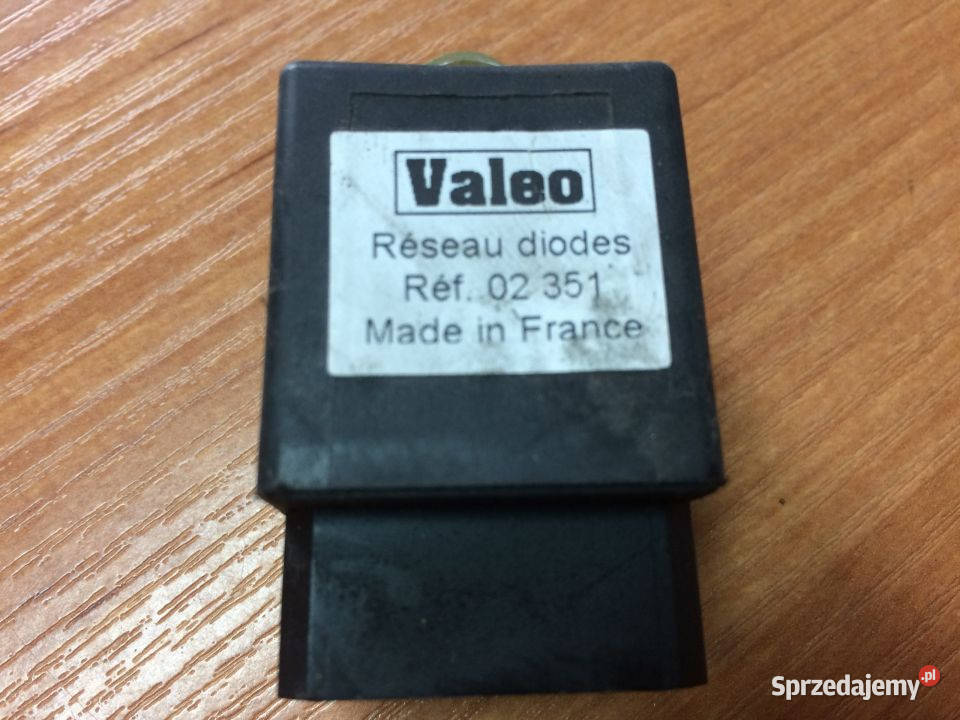 Valeo
Réseau diodes
Réf. 02 351
Made in France
Sprzedajemy.pl